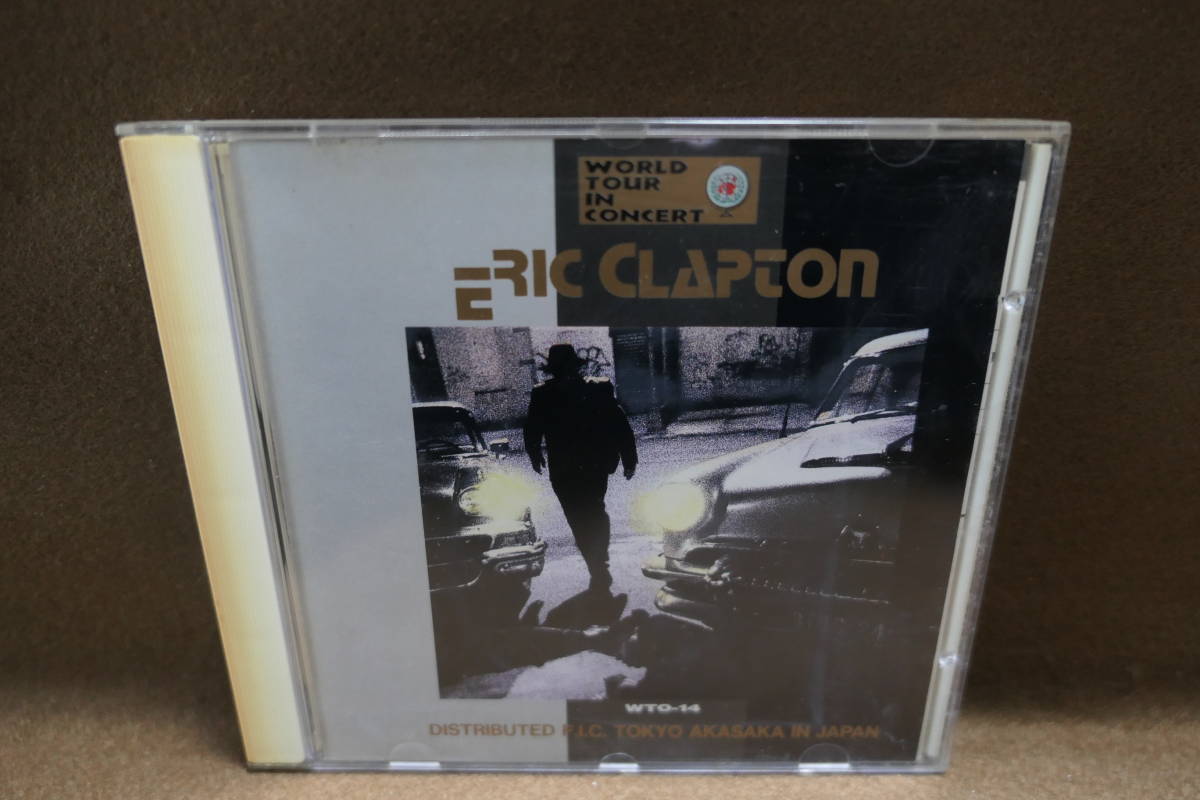 WORLD
TOUR
IN
CONCERT
ERIC CLAPTON
WTO-14
DISTRIBUTED F.I.C. TOKYO AKASAKA IN JAPAN